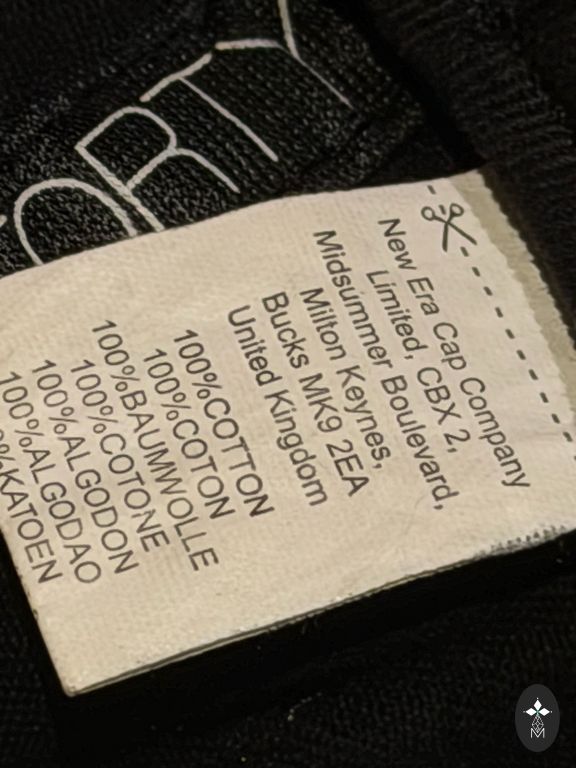 ORTY
New Era Cap Company
Limited, CBX 2,
Midsummer Boulevard,
Milton Keynes,
Bucks MK9 2EA
United Kingdom
100%COTTON
100%COTON
100%BAUMWOLLE
100%COTONE
100%ALGODON
100%ALGODAO
%KATOEN
M